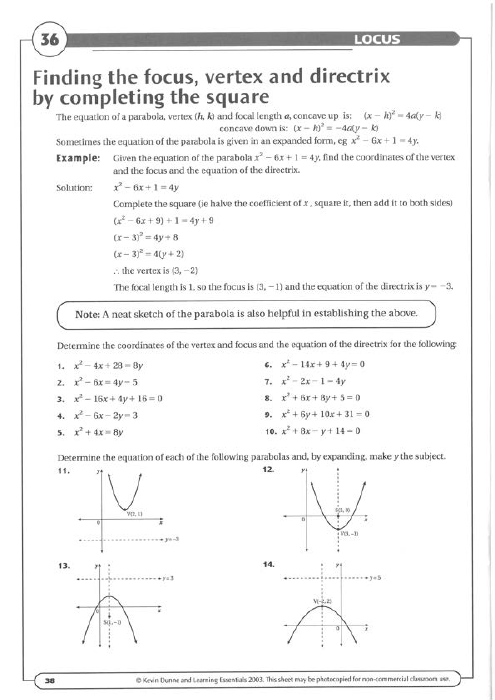 36
LOCUS
Finding the focus, vertex and directrix
by completing the square
The equation of a parabola, vertex (h, k) and focal length a, concave up is: (x − h)² = 4a(y − k)
concave down is: (x − h)² = −4a(y − k)
Sometimes the equation of the parabola is given in an expanded form, eg x² − 6x + 1 = 4y.
Example: Given the equation of the parabola x² − 6x + 1 = 4y, find the coordinates of the vertex
and the focus and the equation of the directrix.
Solution: x² − 6x + 1 = 4y
Complete the square (ie halve the coefficient of x, square it, then add it to both sides)
(x² − 6x + 9) + 1 = 4y + 9
(x − 3)² = 4y + 8
(x − 3)² = 4(y + 2)
∴ the vertex is (3, −2)
The focal length is 1, so the focus is (3, −1) and the equation of the directrix is y = −3.
Note: A neat sketch of the parabola is also helpful in establishing the above.
Determine the coordinates of the vertex and focus and the equation of the directrix for the following:
1. x² − 4x + 28 = 8y
2. x² − 6x = 4y − 5
3. x² − 16x + 4y + 16 = 0
4. x² − 6x − 2y = 3
5. x² + 4x = 8y
6. x² − 14x + 9 + 4y = 0
7. x² − 2x − 1 = 4y
8. x² + 6x + 8y + 5 = 0
9. x² + 6y + 10x + 31 = 0
10. x² + 8x − y + 14 = 0
Determine the equation of each of the following parabolas and, by expanding, make y the subject.
11.
y
V(2, 1)
0
x
12.
y
0
x
13.
y
y=3
0
x
14.
y
y=5
V(−2,2)
0
x
38
© Kevin Dunne and Learning Essentials 2003. This sheet may be photocopied for non-commercial classroom use.